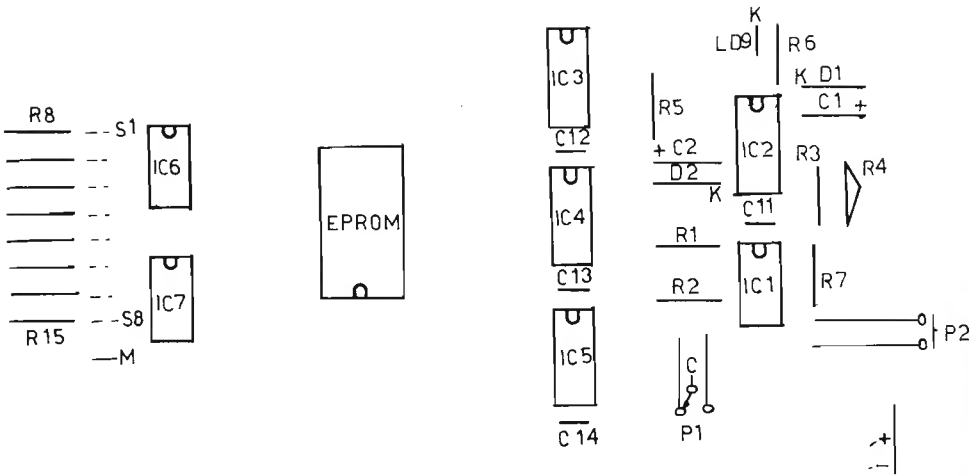 K
LD9
R6
IC3
K D1
C1 +
R8
S1
R5
C12
+ C2
IC2
IC6
D2
R3
R4
K
EPROM
IC4
C11
R1
C13
R2
IC1
R7
IC7
S8
R15
P2
M
IC5
C
P1
C14
+
-